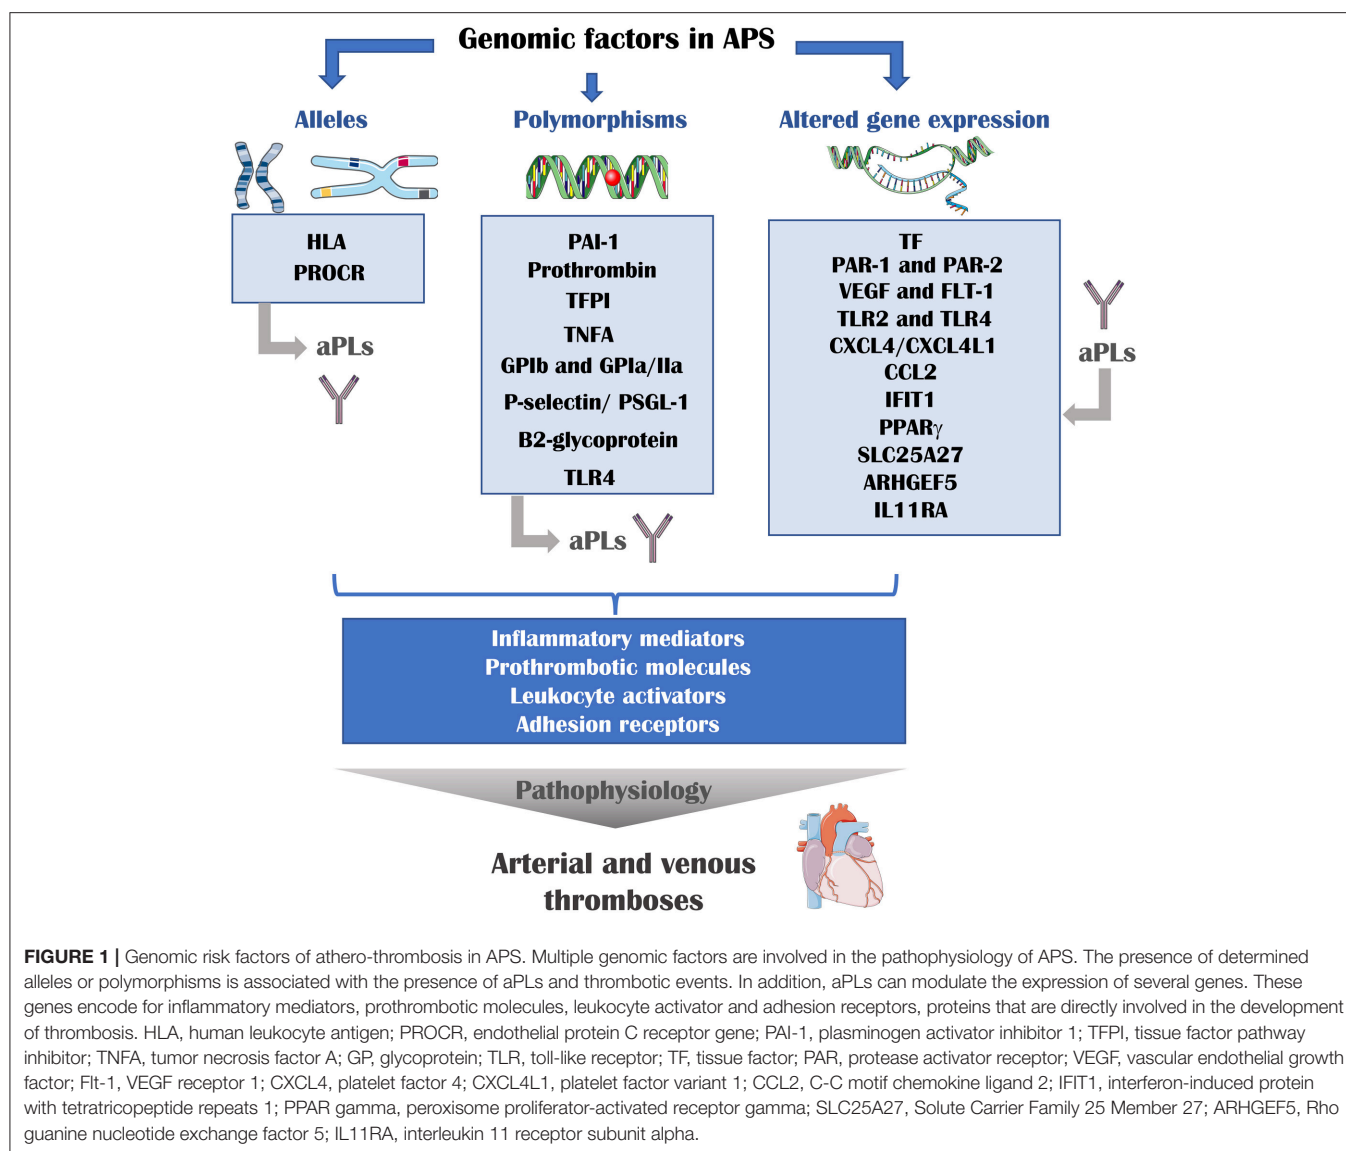 Genomic factors in APS
Alleles
Polymorphisms
Altered gene expression
HLA
PROCR
aPLs
PAI-1
Prothrombin
TFPI
TNFA
GPIb and GPIa/IIa
P-selectin/ PSGL-1
B2-glycoprotein
TLR4
aPLs
TF
PAR-1 and PAR-2
VEGF and FLT-1
TLR2 and TLR4
CXCL4/CXCL4L1
CCL2
IFIT1
PPARγ
SLC25A27
ARHGEF5
IL11RA
aPLs
Inflammatory mediators
Prothrombotic molecules
Leukocyte activators
Adhesion receptors
Pathophysiology
Arterial and venous
thromboses
FIGURE 1 | Genomic risk factors of athero-thrombosis in APS. Multiple genomic factors are involved in the pathophysiology of APS. The presence of determined
alleles or polymorphisms is associated with the presence of aPLs and thrombotic events. In addition, aPLs can modulate the expression of several genes. These
genes encode for inflammatory mediators, prothrombotic molecules, leukocyte activator and adhesion receptors, proteins that are directly involved in the development
of thrombosis. HLA, human leukocyte antigen; PROCR, endothelial protein C receptor gene; PAI-1, plasminogen activator inhibitor 1; TFPI, tissue factor pathway
inhibitor; TNFA, tumor necrosis factor A; GP, glycoprotein; TLR, toll-like receptor; TF, tissue factor; PAR, protease activator receptor; VEGF, vascular endothelial growth
factor; Flt-1, VEGF receptor 1; CXCL4, platelet factor 4; CXCL4L1, platelet factor variant 1; CCL2, C-C motif chemokine ligand 2; IFIT1, interferon-induced protein
with tetratricopeptide repeats 1; PPAR gamma, peroxisome proliferator-activated receptor gamma; SLC25A27, Solute Carrier Family 25 Member 27; ARHGEF5, Rho
guanine nucleotide exchange factor 5; IL11RA, interleukin 11 receptor subunit alpha.